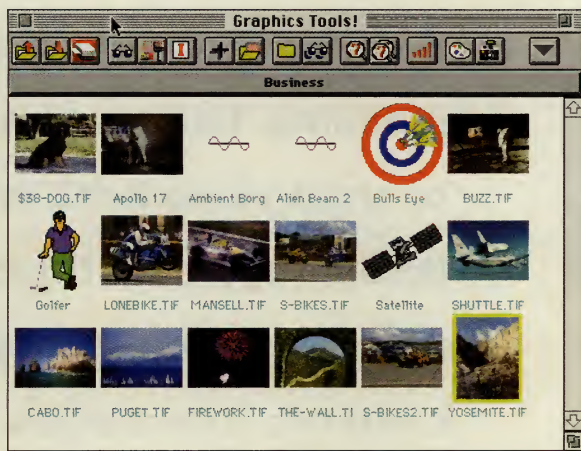 Graphics Tools!
Business
$38-DOG.TIF Apollo 17 Ambient Borg Alien Beam 2 Bulls Eye BUZZ.TIF
Golfer LONEBIKE.TIF MANSELL.TIF S-BIKES.TIF Satellite SHUTTLE.TIF
CABO.TIF PUGET.TIF FIREWORK.TIF THE-WALL.TI S-BIKES2.TIF YOSEMITE.TIF